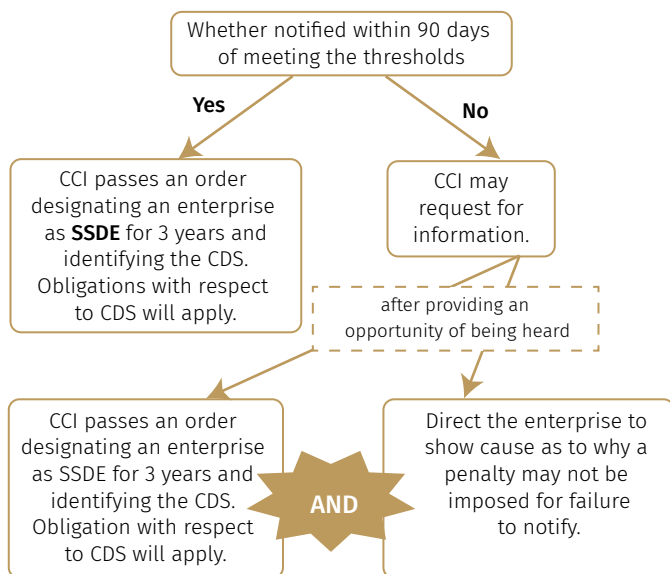 Whether notified within 90 days
of meeting the thresholds
Yes
No
CCI passes an order
designating an enterprise
as SSDE for 3 years and
identifying the CDS.
Obligations with respect
to CDS will apply.
CCI may
request for
information.
after providing an
opportunity of being heard
CCI passes an order
designating an enterprise
as SSDE for 3 years and
identifying the CDS.
Obligation with respect
to CDS will apply.
AND
Direct the enterprise to
show cause as to why a
penalty may not be
imposed for failure
to notify.